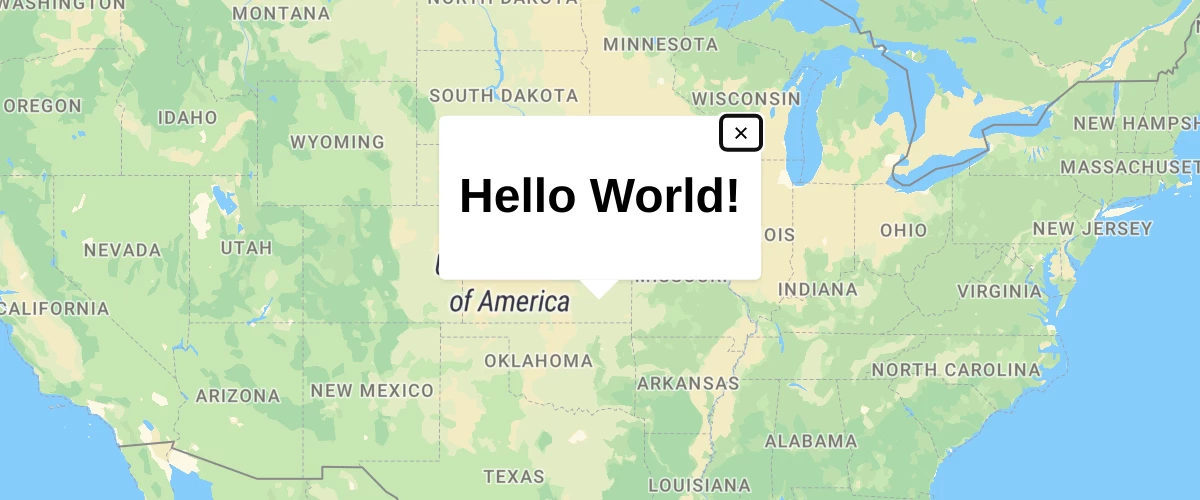 WASHINGTON
MONTANA
NORTH DAKOTA
MINNESOTA
OREGON
IDAHO
SOUTH DAKOTA
WISCONSIN
WYOMING
×
NEW HAMPSH
MASSACHUSET
Hello World!
NEVADA
UTAH
OIS
OHIO
NEW JERSEY
MISSOURI
INDIANA
VIRGINIA
of America
CALIFORNIA
OKLAHOMA
NORTH CAROLINA
ARIZONA
NEW MEXICO
ARKANSAS
ALABAMA
TEXAS
LOUISIANA